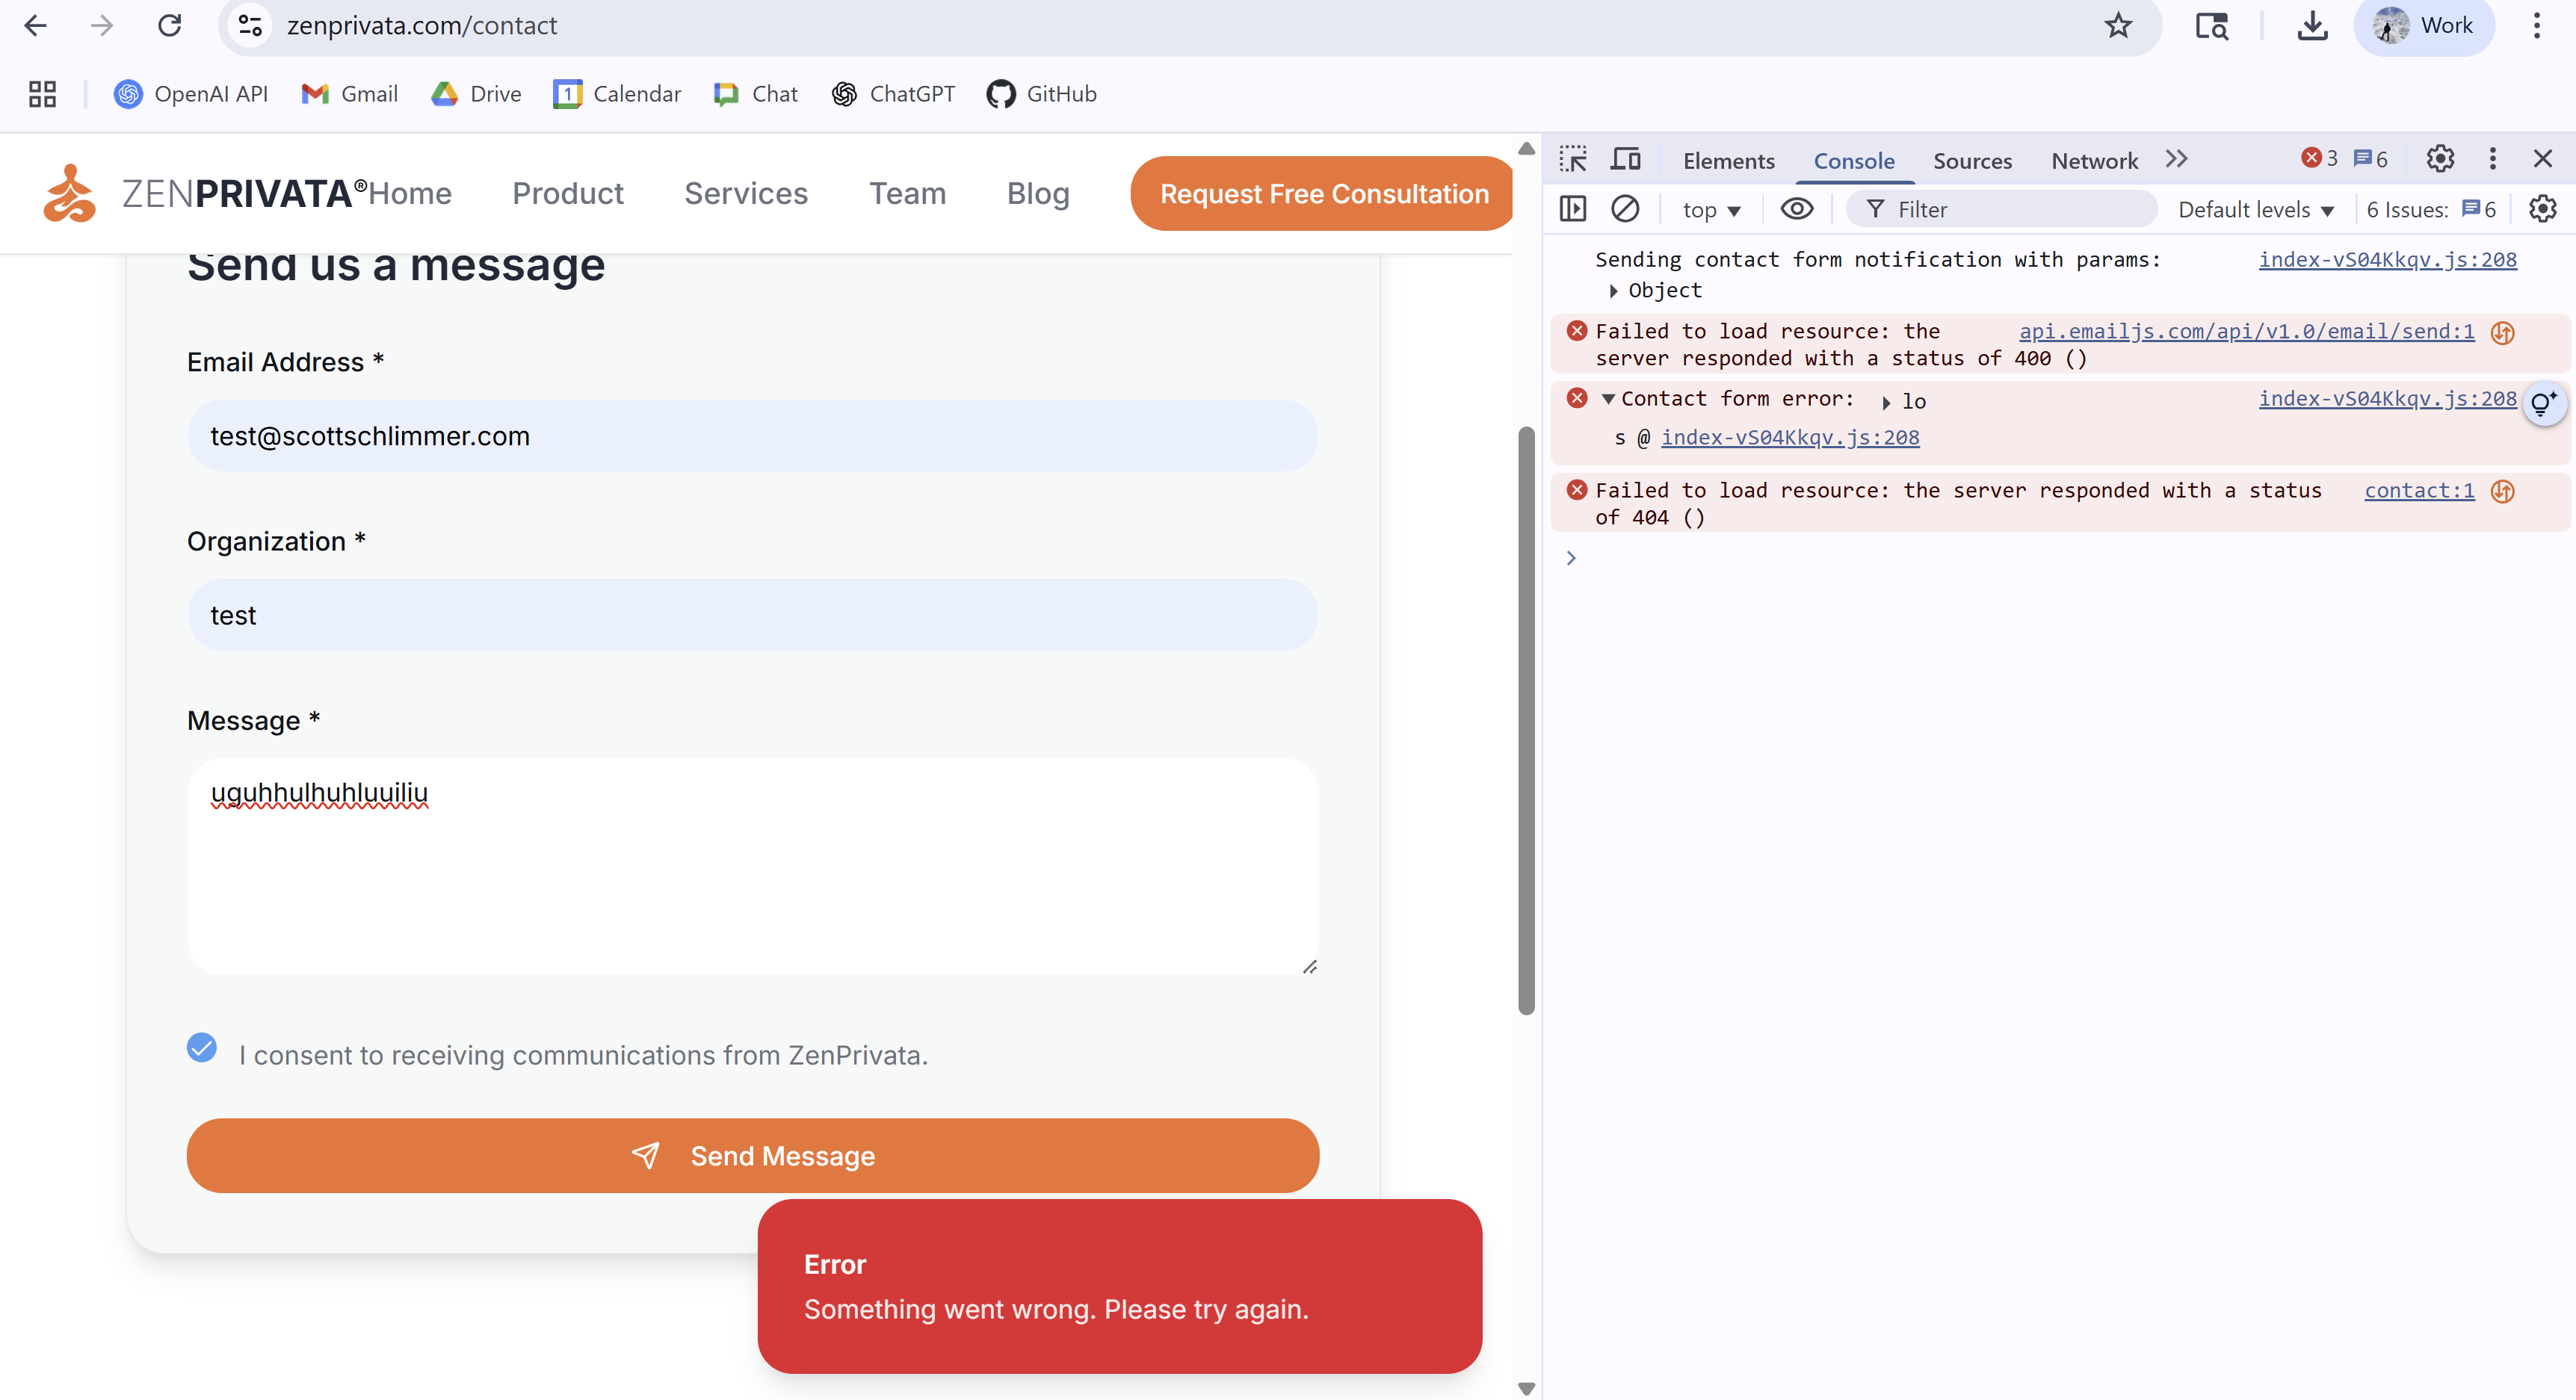 zenprivata.com/contact
Work
OpenAI API
Gmail
Drive
1
Calendar
Chat
ChatGPT
GitHub
ZENPRIVATA®
Home
Product
Services
Team
Blog
Request Free Consultation
Send us a message
Email Address *
test@scottschlimmer.com
Organization *
test
Message *
uguhhulhuhluuiliu
I consent to receiving communications from ZenPrivata.
Send Message
Error
Something went wrong. Please try again.
Elements
Console
Sources
Network
3
6
top
Filter
Default levels
6 Issues:
6
Sending contact form notification with params:
index-vS04Kkqv.js:208
Object
Failed to load resource: the
api.emailjs.com/api/v1.0/email/send:1
server responded with a status of 400 ()
Contact form error:
lo
index-vS04Kkqv.js:208
s @ index-vS04Kkqv.js:208
Failed to load resource: the server responded with a status
contact:1
of 404 ()